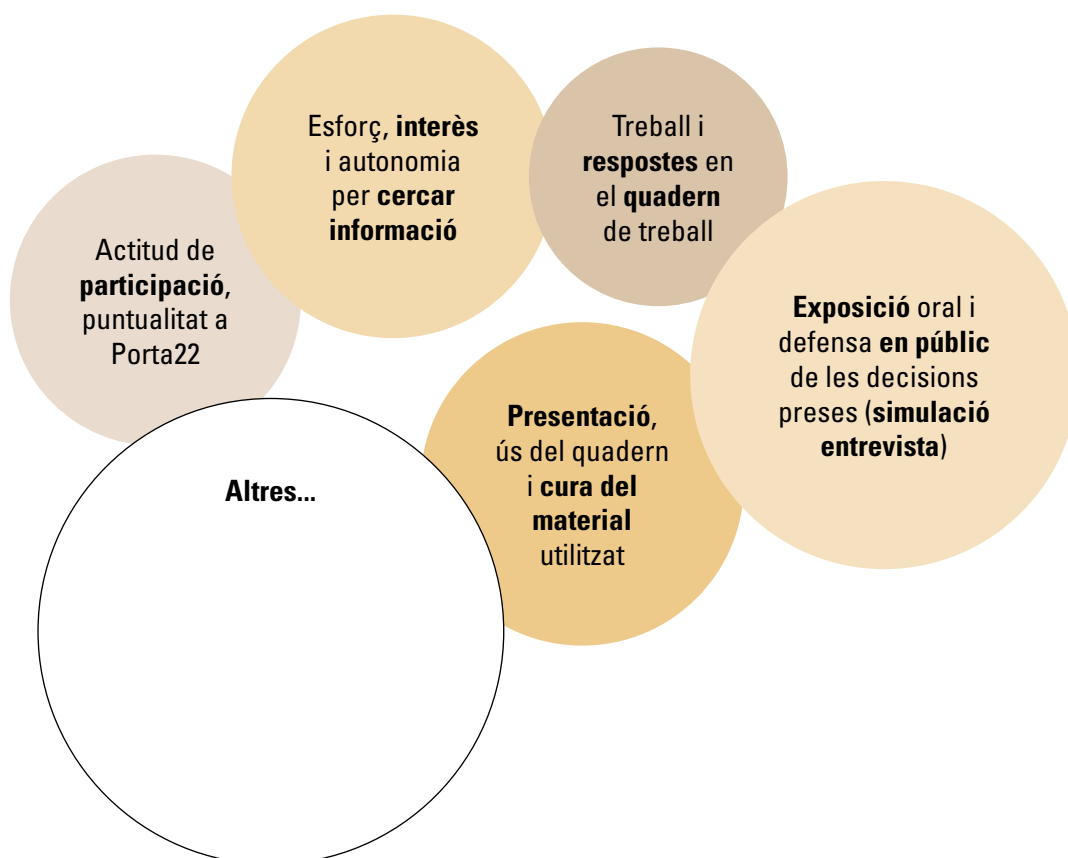 Esforç, interès
i autonomia
per cercar
informació
Treball i
respostes en
el quadern
de treball
Actitud de
participació,
puntualitat a
Porta22
Exposició oral i
defensa en públic
de les decisions
preses (simulació
entrevista)
Presentació,
ús del quadern
i cura del
material
utilitzat
Altres...